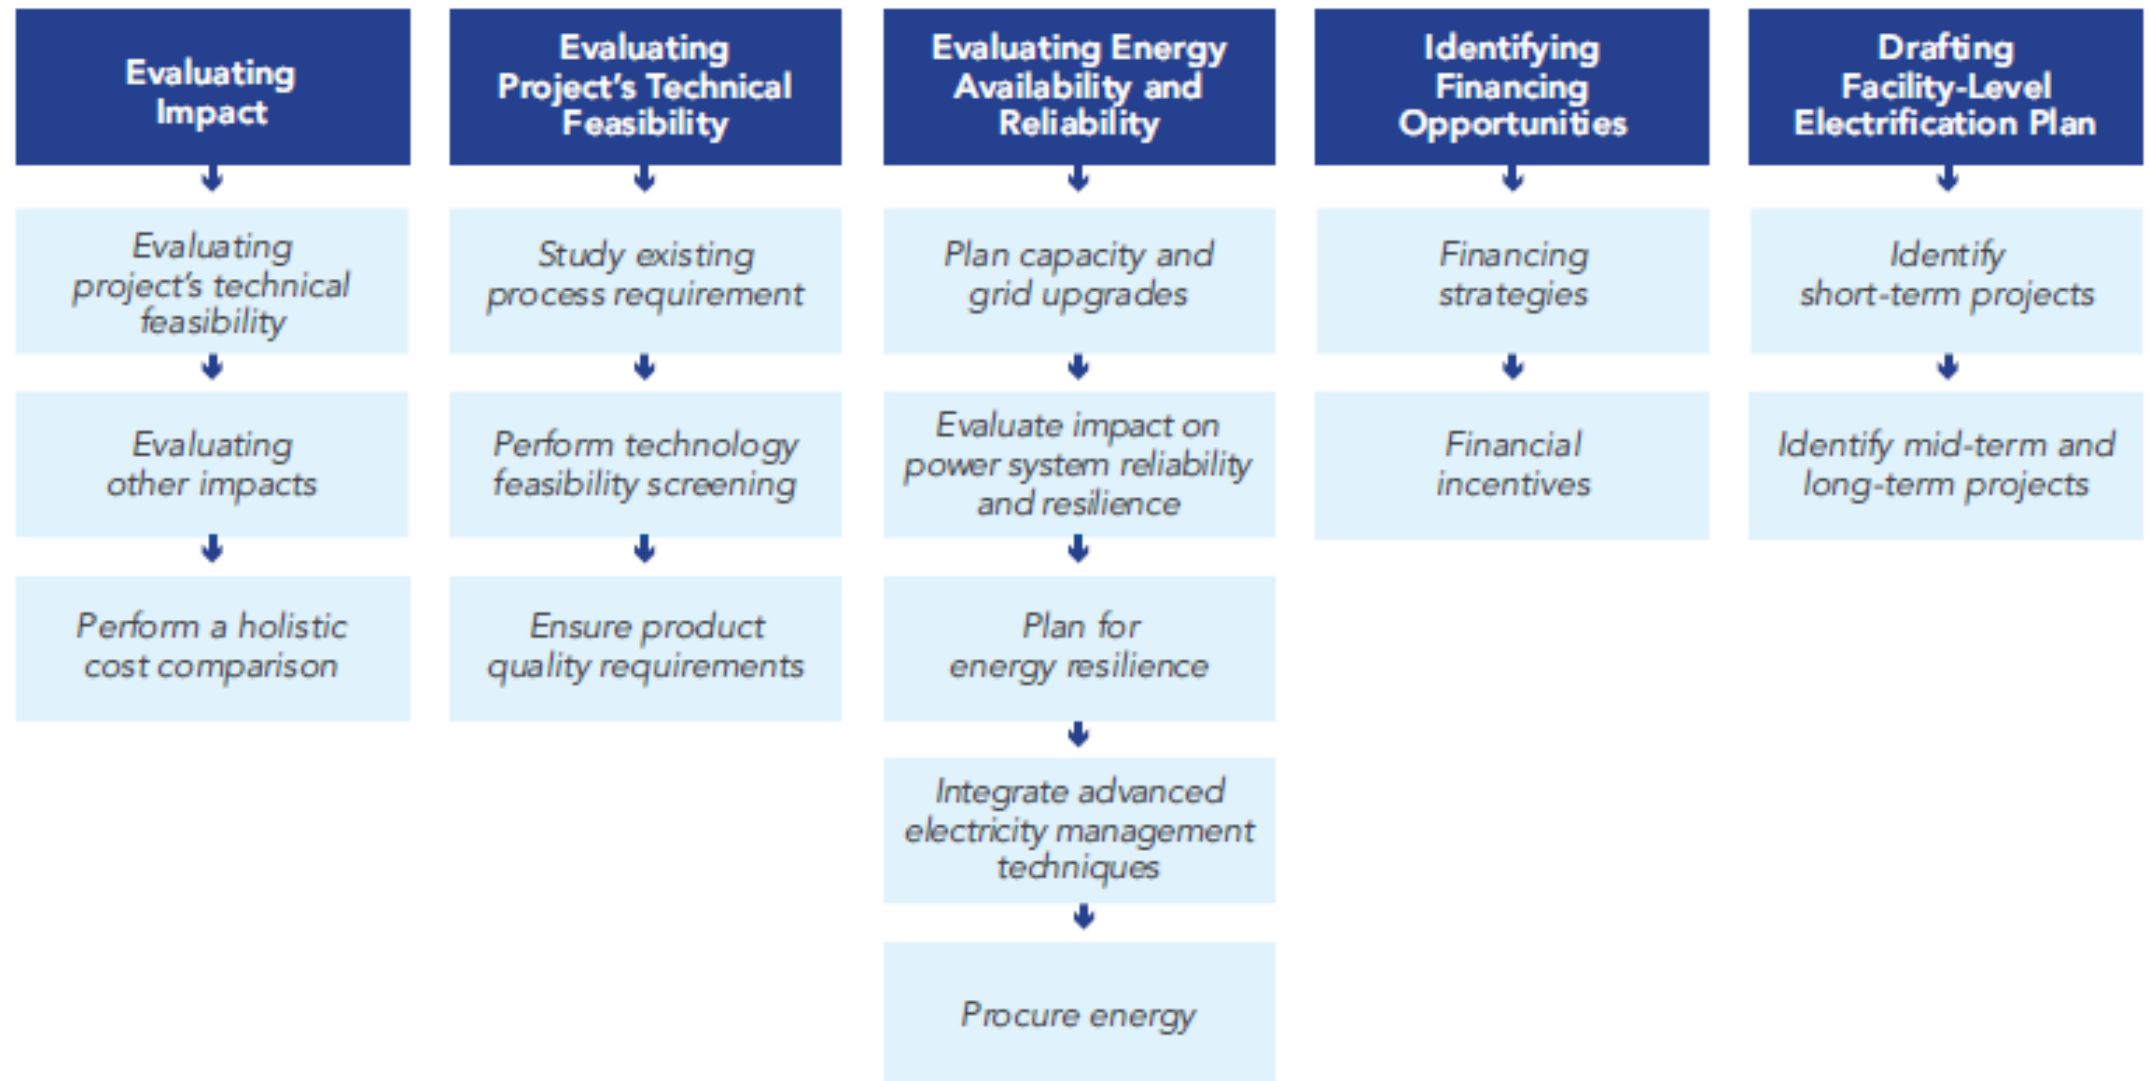 Evaluating
Impact
Evaluating
project's technical
feasibility
Evaluating
other impacts
Perform a holistic
cost comparison
Evaluating
Project's Technical
Feasibility
Study existing
process requirement
Perform technology
feasibility screening
Ensure product
quality requirements
Evaluating Energy
Availability and
Reliability
Plan capacity and
grid upgrades
Evaluate impact on
power system reliability
and resilience
Plan for
energy resilience
Integrate advanced
electricity management
techniques
Procure energy
Identifying
Financing
Opportunities
Financing
strategies
Financial
incentives
Drafting
Facility-Level
Electrification Plan
Identify
short-term projects
Identify mid-term and
long-term projects